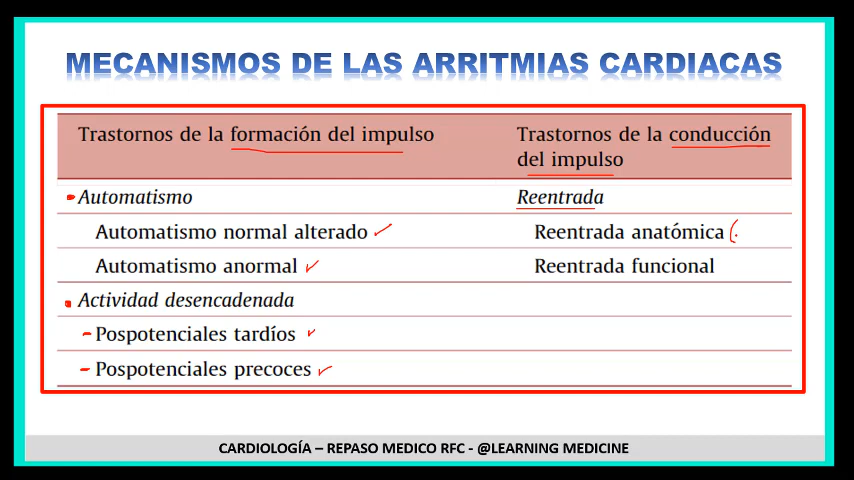 MECANISMOS DE LAS ARRITMIAS CARDIACAS
Trastornos de la formación del impulso
Trastornos de la conducción
del impulso
Automatismo
Reentrada
Automatismo normal alterado
Reentrada anatómica
Automatismo anormal
Reentrada funcional
Actividad desencadenada
Pospotenciales tardíos
Pospotenciales precoces
CARDIOLOGÍA – REPASO MEDICO RFC - @LEARNING MEDICINE